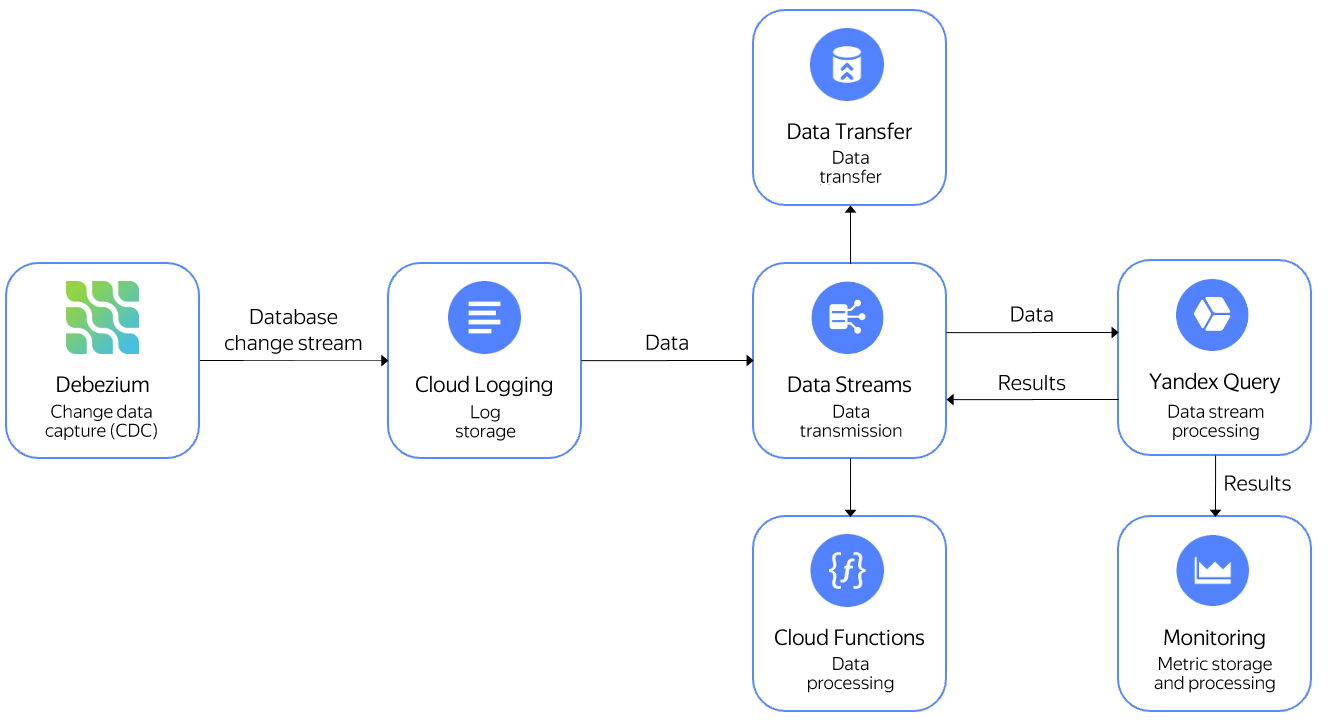 Data Transfer
Data
transfer
Debezium
Change data
capture (CDC)
Database
change stream
Cloud Logging
Log
storage
Data
Data Streams
Data
transmission
Data
Results
Yandex Query
Data stream
processing
Results
{ƒ}
Cloud Functions
Data
processing
Monitoring
Metric storage
and processing